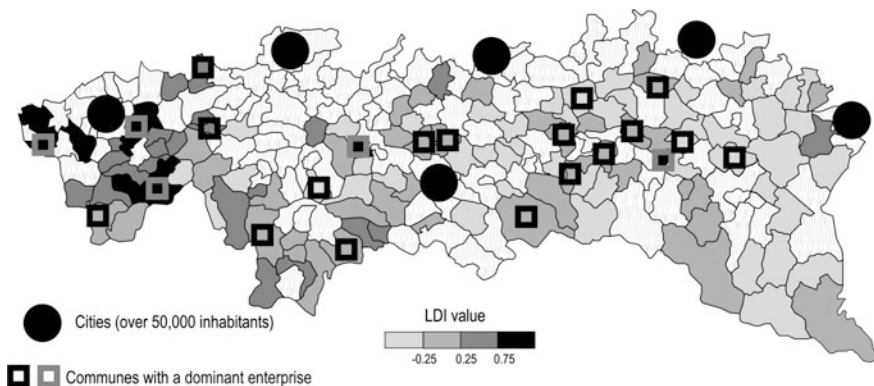 Cities (over 50,000 inhabitants)
LDI value
-0.25 0.25 0.75
Communes with a dominant enterprise